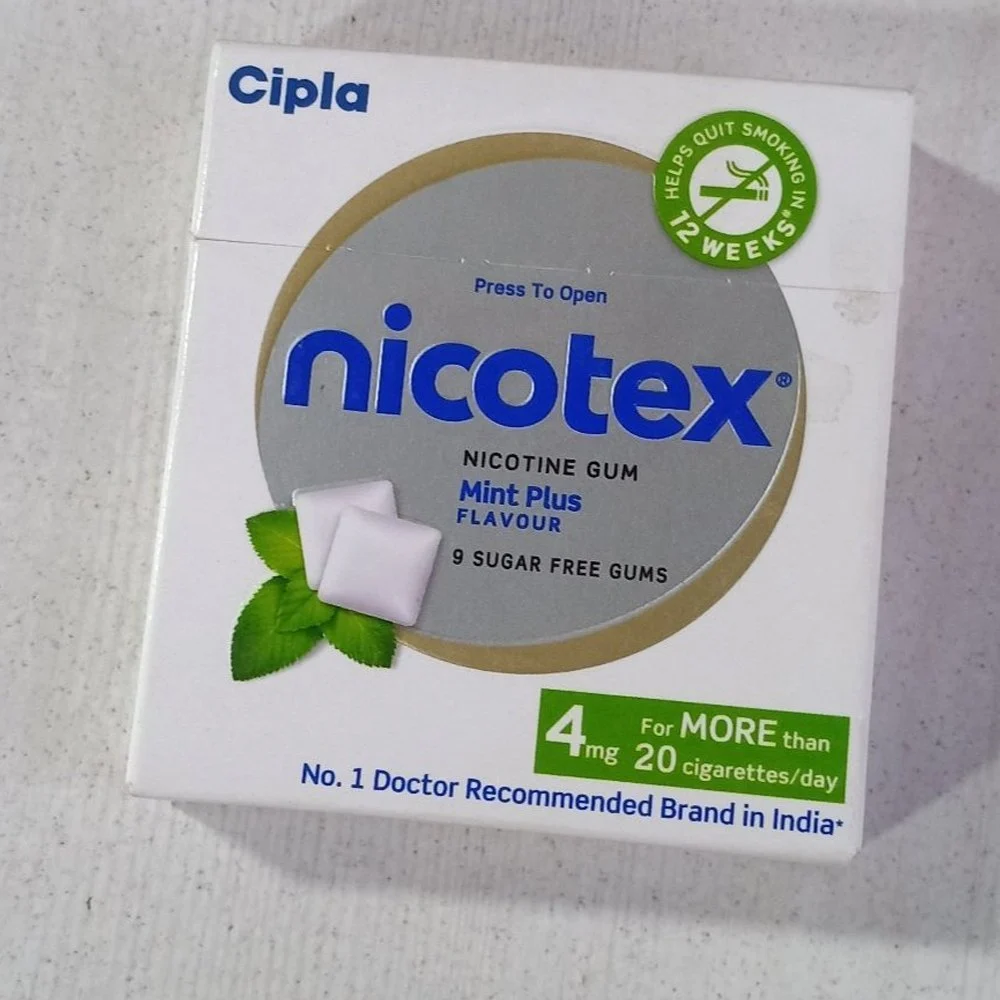 Cipla
HELPS QUIT SMOKING IN
12 WEEKS#
Press To Open
nicotex®
NICOTINE GUM
Mint Plus
FLAVOUR
9 SUGAR FREE GUMS
4mg For MORE than
20 cigarettes/day
No. 1 Doctor Recommended Brand in India*